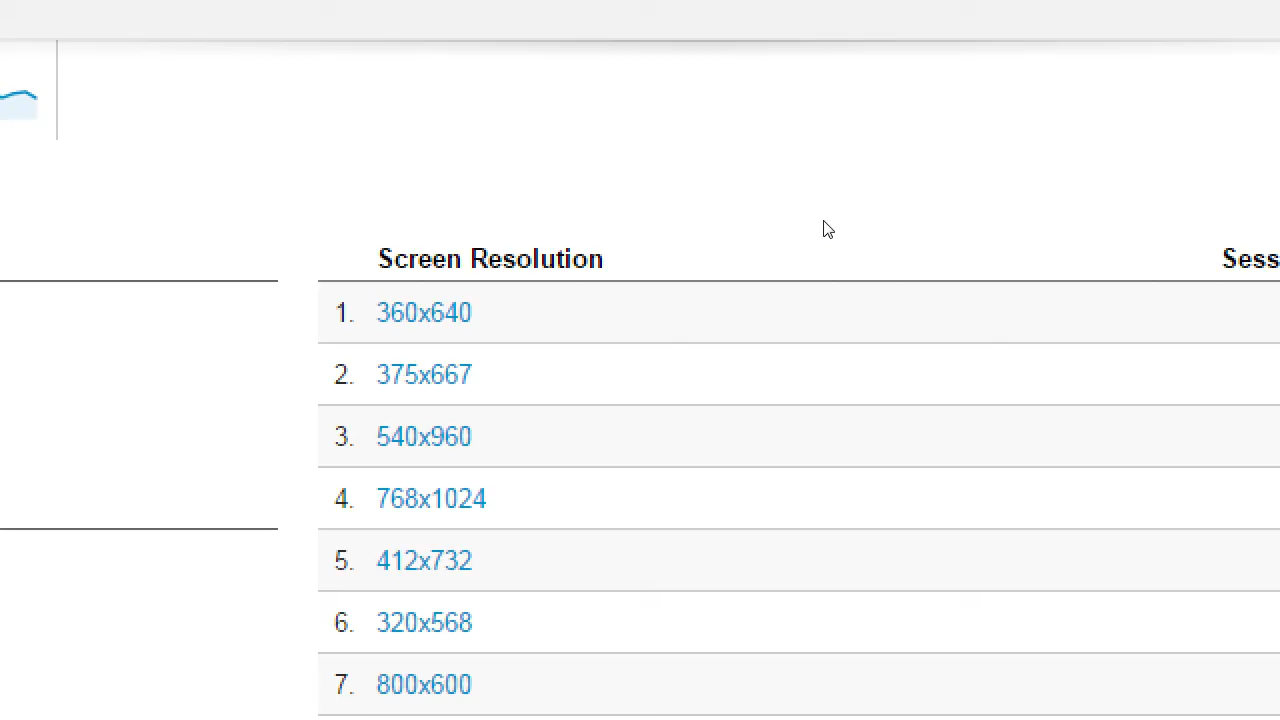 Screen Resolution Sess
1. 360x640
2. 375x667
3. 540x960
4. 768x1024
5. 412x732
6. 320x568
7. 800x600